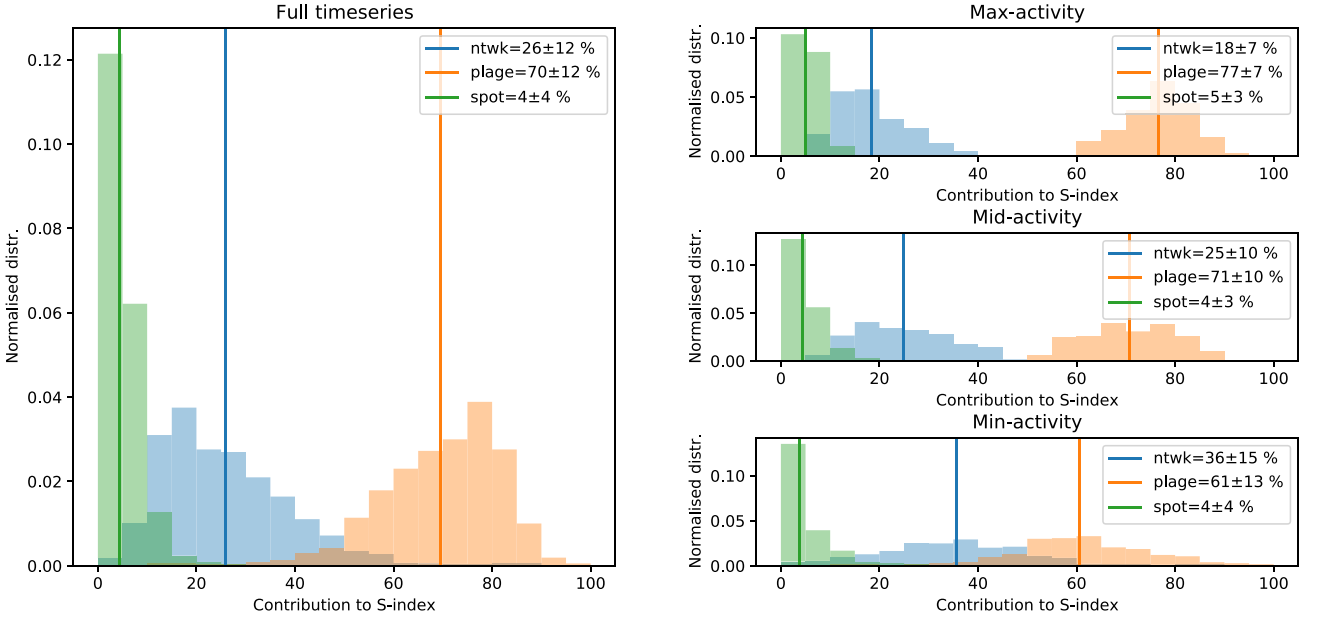 Full timeseries
Normalised distr.
0.12
0.10
0.08
0.06
0.04
0.02
0.00
ntwk=26±12 %
plage=70±12 %
spot=4±4 %
0 20 40 60 80 100
Contribution to S-index
Max-activity
Normalised distr.
0.10
0.05
0.00
ntwk=18±7 %
plage=77±7 %
spot=5±3 %
0 20 40 60 80 100
Contribution to S-index
Mid-activity
Normalised distr.
0.10
0.05
0.00
ntwk=25±10 %
plage=71±10 %
spot=4±3 %
0 20 40 60 80 100
Contribution to S-index
Min-activity
Normalised distr.
0.10
0.05
0.00
ntwk=36±15 %
plage=61±13 %
spot=4±4 %
0 20 40 60 80 100
Contribution to S-index